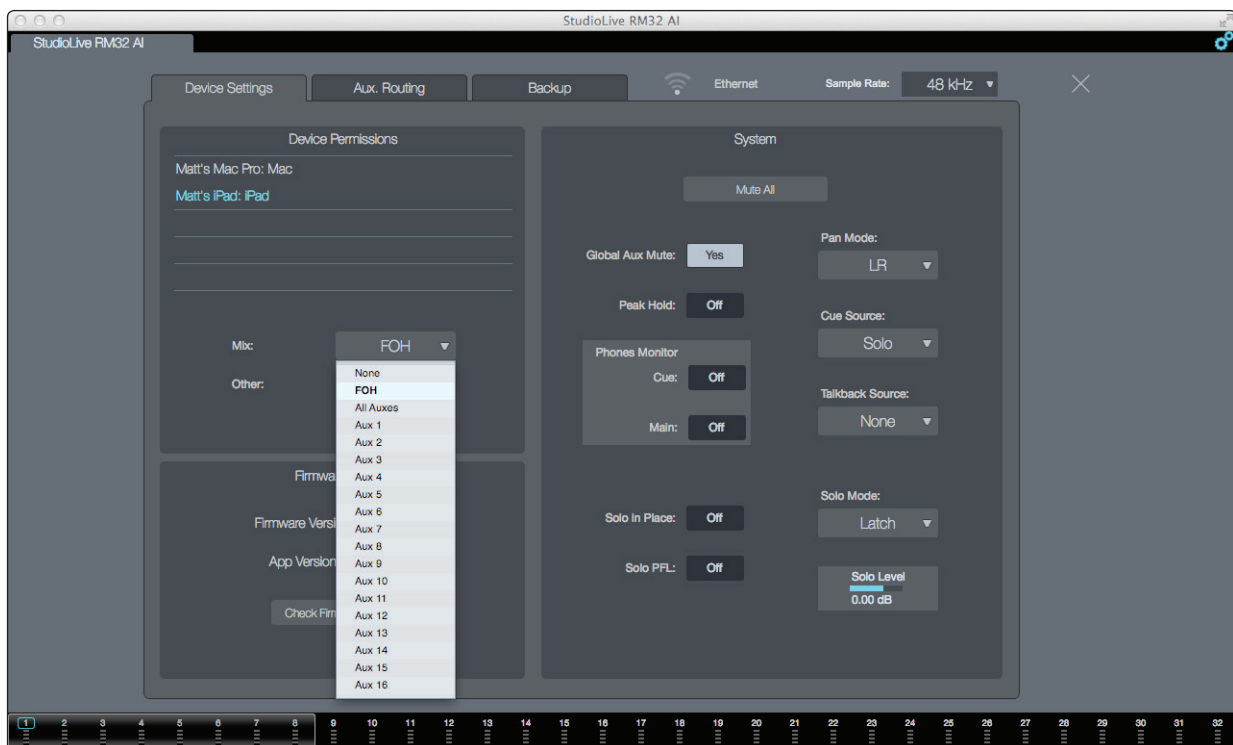 StudioLive RM32 AI
StudioLive RM32 AI
Device Settings
Aux. Routing
Backup
Ethernet
Sample Rate:
48 kHz
Device Permissions
Matt's Mac Pro: Mac
Matt's iPad: iPad
Mix:
FOH
Other:
None
FOH
All Auxes
Aux 1
Aux 2
Aux 3
Aux 4
Aux 5
Aux 6
Aux 7
Aux 8
Aux 9
Aux 10
Aux 11
Aux 12
Aux 13
Aux 14
Aux 15
Aux 16
Firmwa
Firmware Versi
App Version
Check Firm
System
Mute All
Global Aux Mute:
Yes
Peak Hold:
Off
Phones Monitor
Cue:
Off
Main:
Off
Solo in Place:
Off
Solo PFL:
Off
Pan Mode:
LR
Cue Source:
Solo
Talkback Source:
None
Solo Mode:
Latch
Solo Level
0.00 dB
1 2 3 4 5 6 7 8 9 10 11 12 13 14 15 16 17 18 19 20 21 22 23 24 25 26 27 28 29 30 31 32